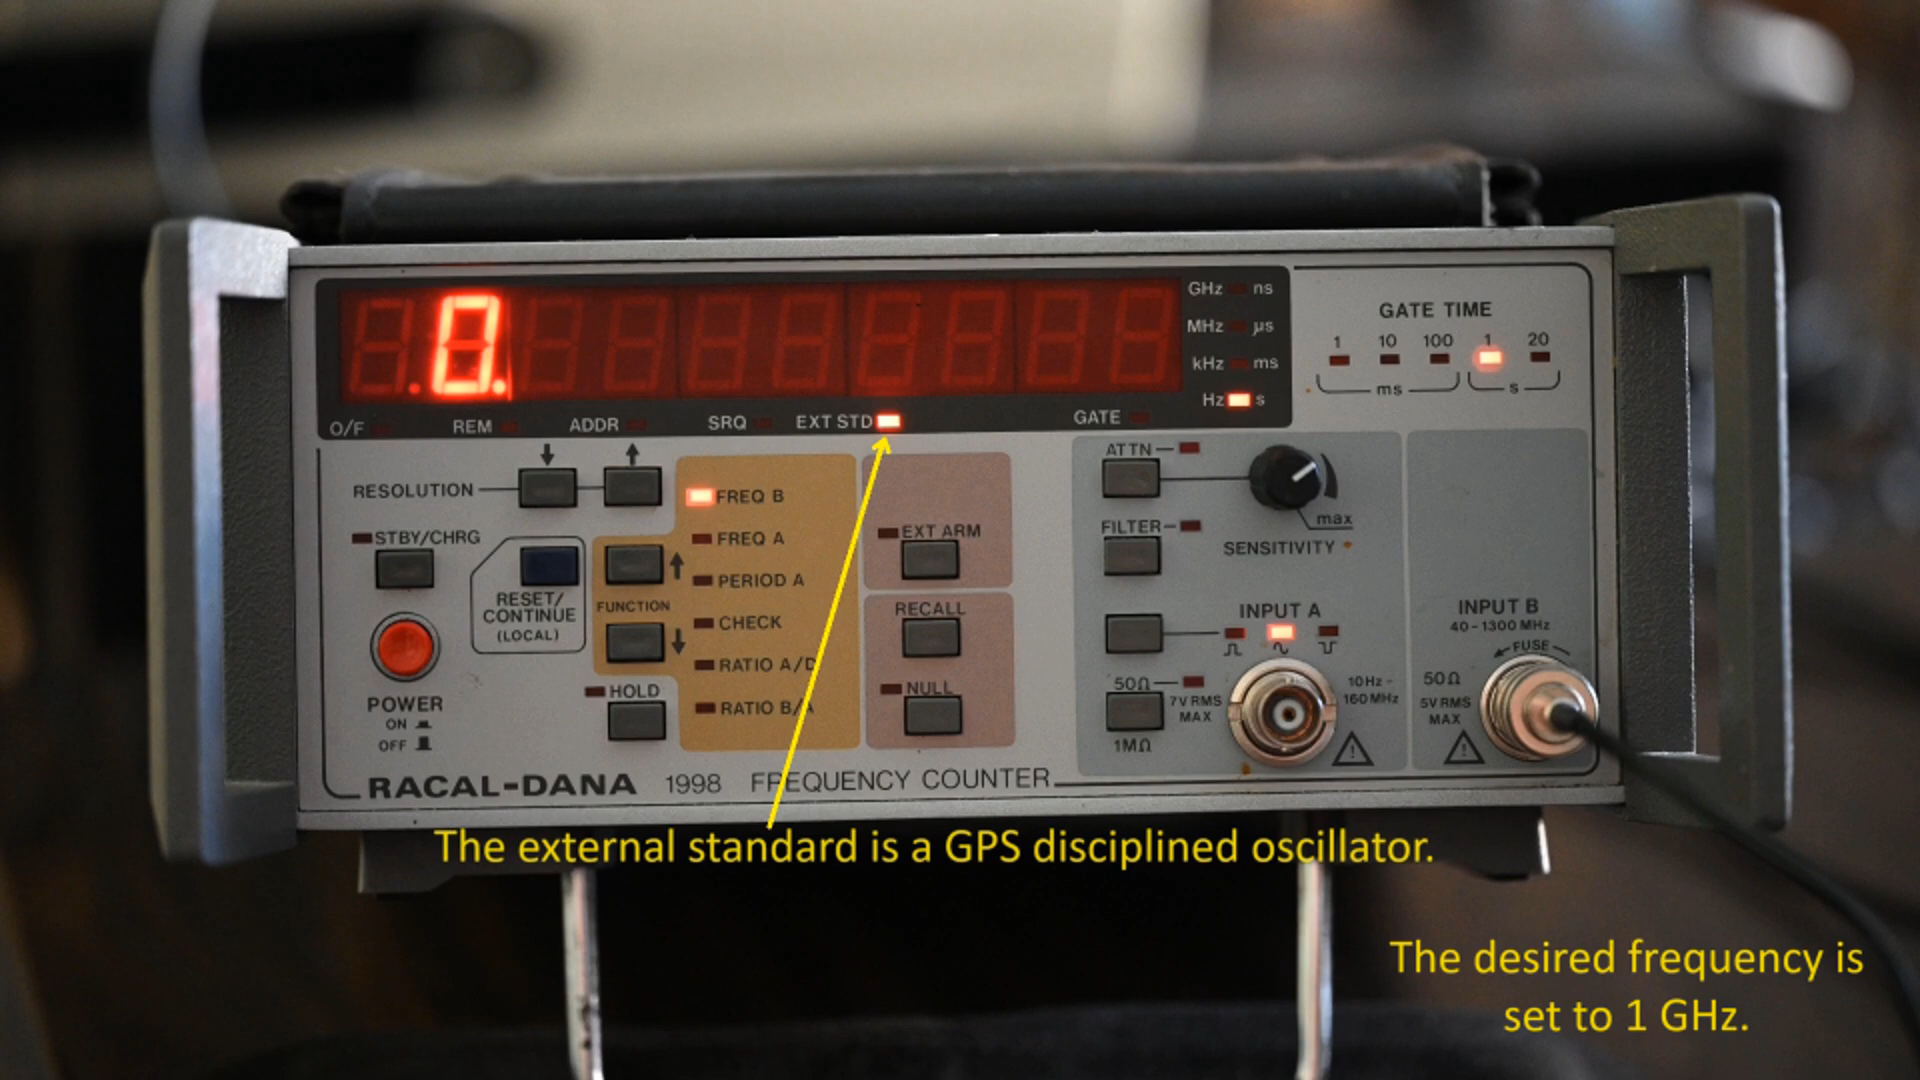 0.
GHz ns
MHz µs
kHz ms
Hz s
O/F REM ADDR SRQ EXT STD GATE
GATE TIME
1 10 100 1 20
ms s
RESOLUTION
STBY/CHRG
RESET/
CONTINUE
(LOCAL)
POWER
ON
OFF
FUNCTION
HOLD
FREQ B
FREQ A
PERIOD A
CHECK
RATIO A/D
RATIO B/A
EXT ARM
RECALL
NULL
ATTN
FILTER
max
SENSITIVITY
INPUT A
50Ω
7V RMS
MAX
1MΩ
10Hz -
160MHz
INPUT B
40-1300 MHz
FUSE
50Ω
5V RMS
MAX
RACAL-DANA 1998 FREQUENCY COUNTER
The external standard is a GPS disciplined oscillator.
The desired frequency is
set to 1 GHz.